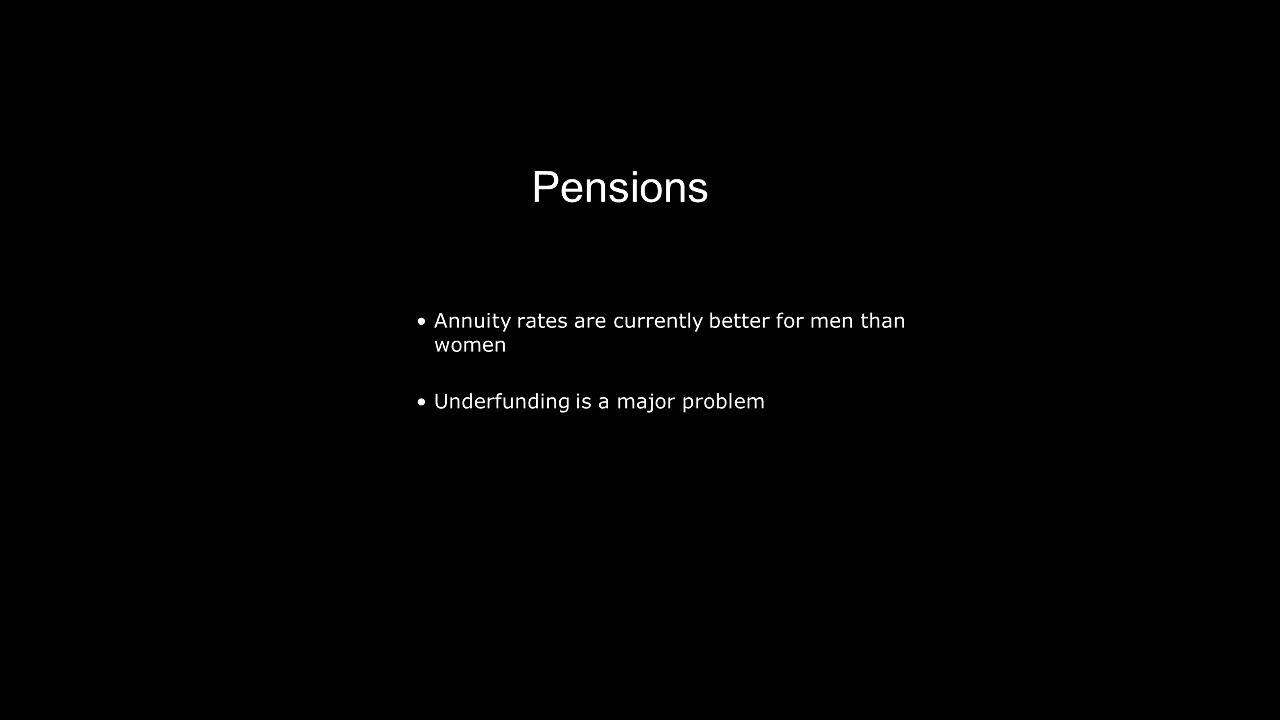 Pensions
• Annuity rates are currently better for men than
women
• Underfunding is a major problem